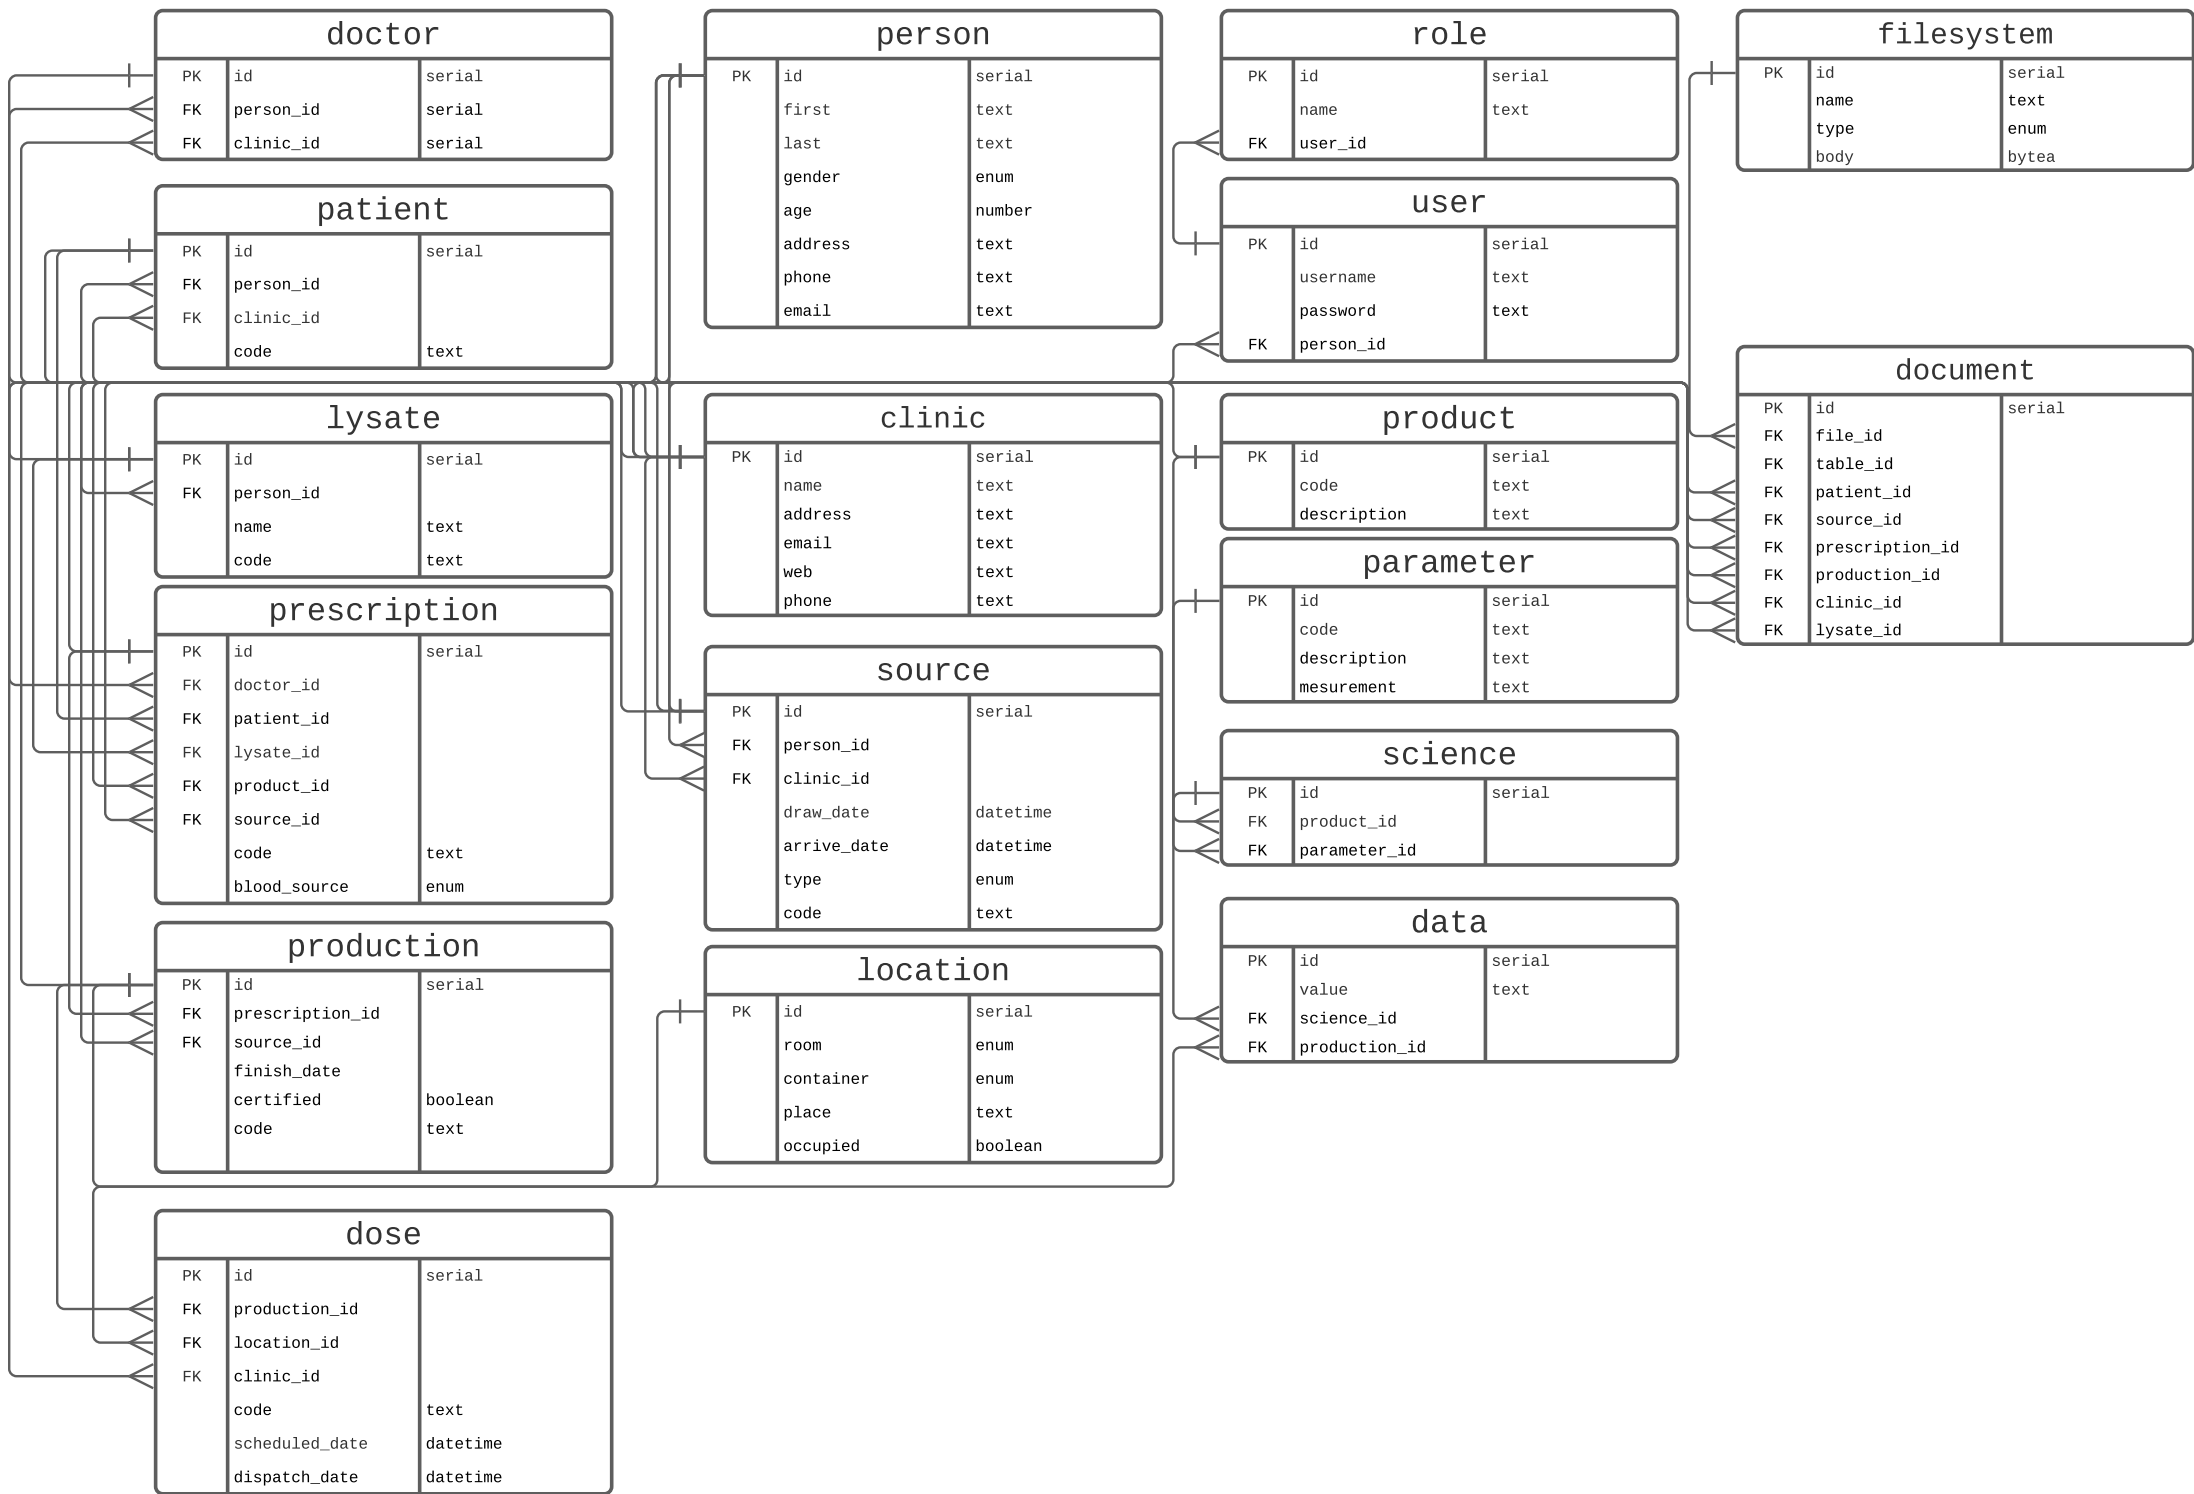 doctor
PK id serial
FK person_id serial
FK clinic_id serial
patient
PK id serial
FK person_id
FK clinic_id
code text
lysate
PK id serial
FK person_id
name text
code text
prescription
PK id serial
FK doctor_id
FK patient_id
FK lysate_id
FK product_id
FK source_id
code text
blood_source enum
production
PK id serial
FK prescription_id
FK source_id
finish_date
certified boolean
code text
dose
PK id serial
FK production_id
FK location_id
FK clinic_id
code text
scheduled_date datetime
dispatch_date datetime
person
PK id serial
first text
last text
gender enum
age number
address text
phone text
email text
clinic
PK id serial
name text
address text
email text
web text
phone text
source
PK id serial
FK person_id
FK clinic_id
draw_date datetime
arrive_date datetime
type enum
code text
location
PK id serial
room enum
container enum
place text
occupied boolean
role
PK id serial
name text
FK user_id
user
PK id serial
username text
password text
FK person_id
product
PK id serial
code text
description text
parameter
PK id serial
code text
description text
mesurement text
science
PK id serial
FK product_id
FK parameter_id
data
PK id serial
value text
FK science_id
FK production_id
filesystem
PK id serial
name text
type enum
body bytea
document
PK id serial
FK file_id
FK table_id
FK patient_id
FK source_id
FK prescription_id
FK production_id
FK clinic_id
FK lysate_id